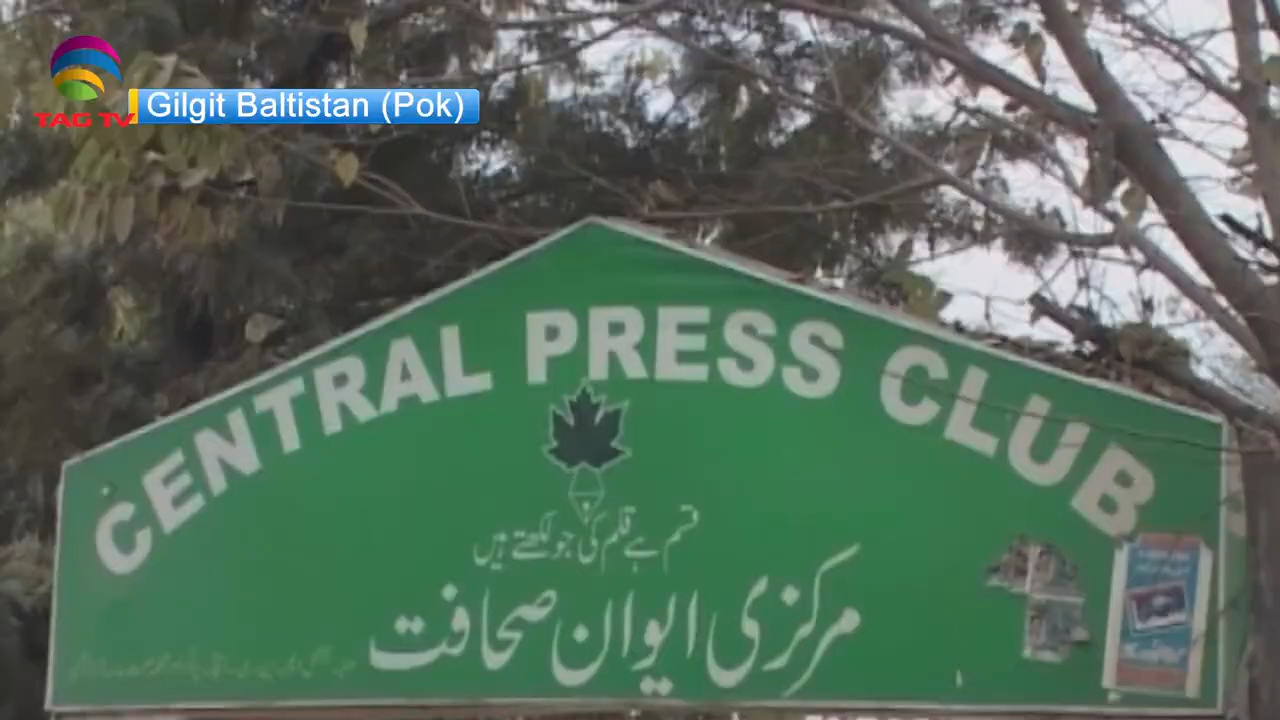 TAG TV
Gilgit Baltistan (Pok)
CENTRAL PRESS CLUB
قسم ہے قلم کی جو لکھتے ہیں
مرکزی ایوان صحافت